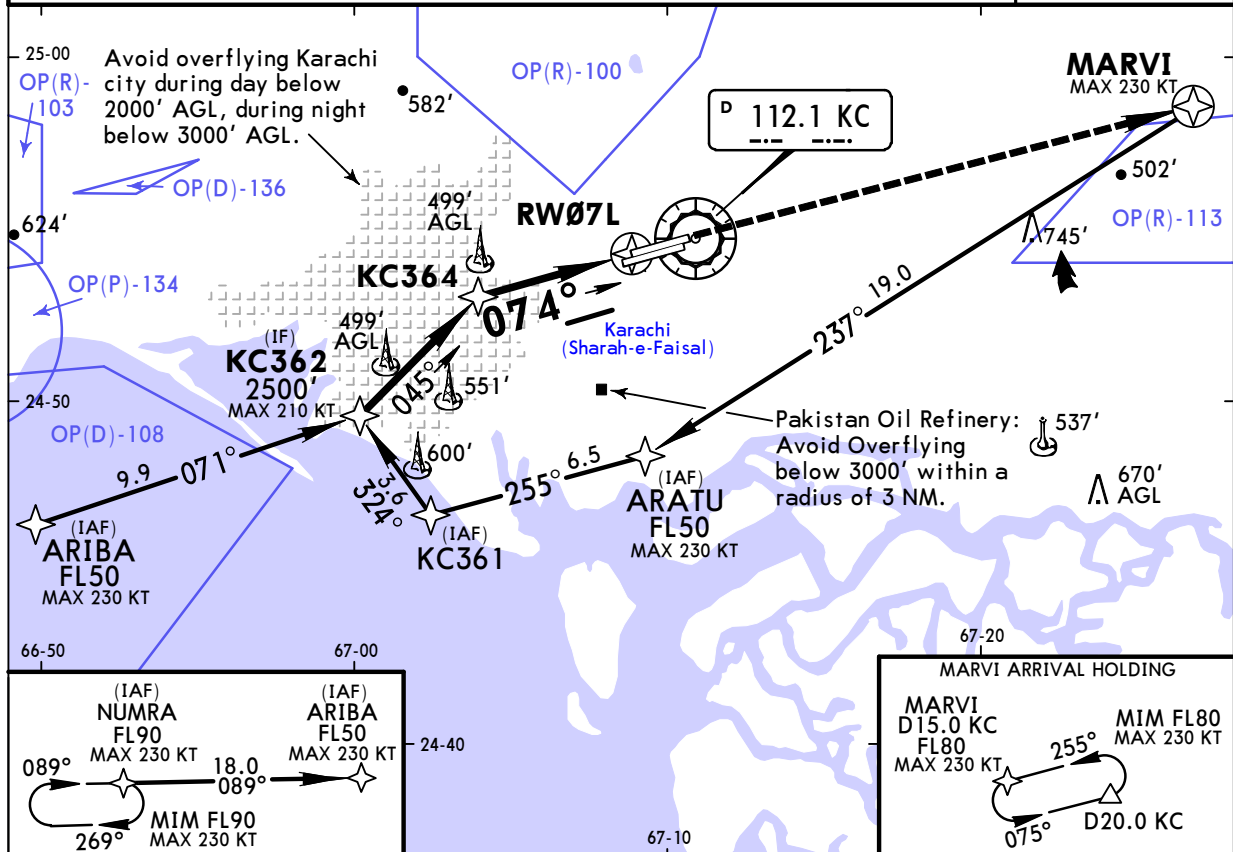 25-00
OP(R)-
103
Avoid overflying Karachi
city during day below
2000' AGL, during night
below 3000' AGL.
582'
OP(R)-100
D 112.1 KC
MARVI
MAX 230 KT
502'
OP(R)-113
745'
OP(D)-136
624'
OP(P)-134
499'
AGL
RWØ7L
KC364
074°
Karachi
(Sharah-e-Faisal)
19.0
237°
499'
AGL
(IF)
KC362
2500'
MAX 210 KT
045°
551'
600'
24-50
OP(D)-108
9.9
071°
(IAF)
ARIBA
FL50
MAX 230 KT
3.6
324°
(IAF)
KC361
255°
6.5
(IAF)
ARATU
FL50
MAX 230 KT
Pakistan Oil Refinery:
Avoid Overflying
below 3000' within a
radius of 3 NM.
537'
670'
AGL
66-50
67-00
67-20
(IAF)
NUMRA
FL90
MAX 230 KT
(IAF)
ARIBA
FL50
MAX 230 KT
089°
18.0
089°
MIM FL90
MAX 230 KT
269°
24-40
67-10
MARVI ARRIVAL HOLDING
MARVI
D15.0 KC
FL80
MAX 230 KT
255°
MIM FL80
MAX 230 KT
075°
D20.0 KC